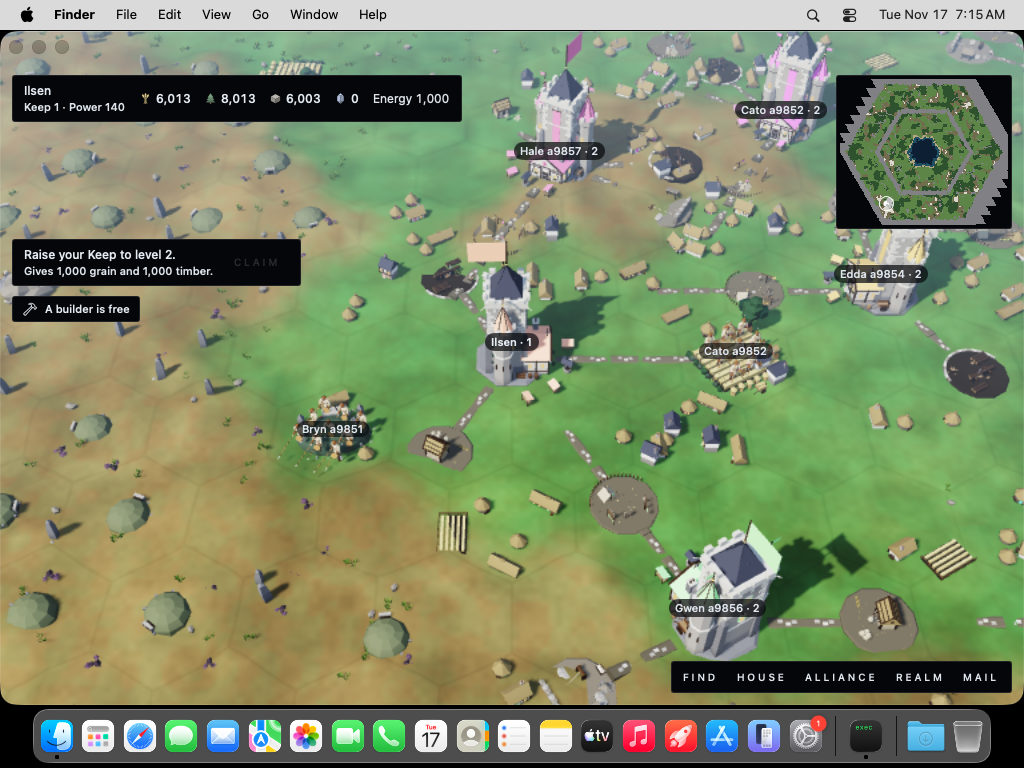 Finder File Edit View Go Window Help Tue Nov 17 7:15 AM
Ilsen
Keep 1 · Power 140 6,013 8,013 6,003 0 Energy 1,000
Cato a9852 · 2
Hale a9857 · 2
Raise your Keep to level 2.
Gives 1,000 grain and 1,000 timber. CLAIM
Edda a9854 · 2
A builder is free
Ilsen · 1
Cato a9852
Bryn a9851
Gwen a9856 · 2
FIND HOUSE ALLIANCE REALM MAIL
Tue
17
tv
1
exec